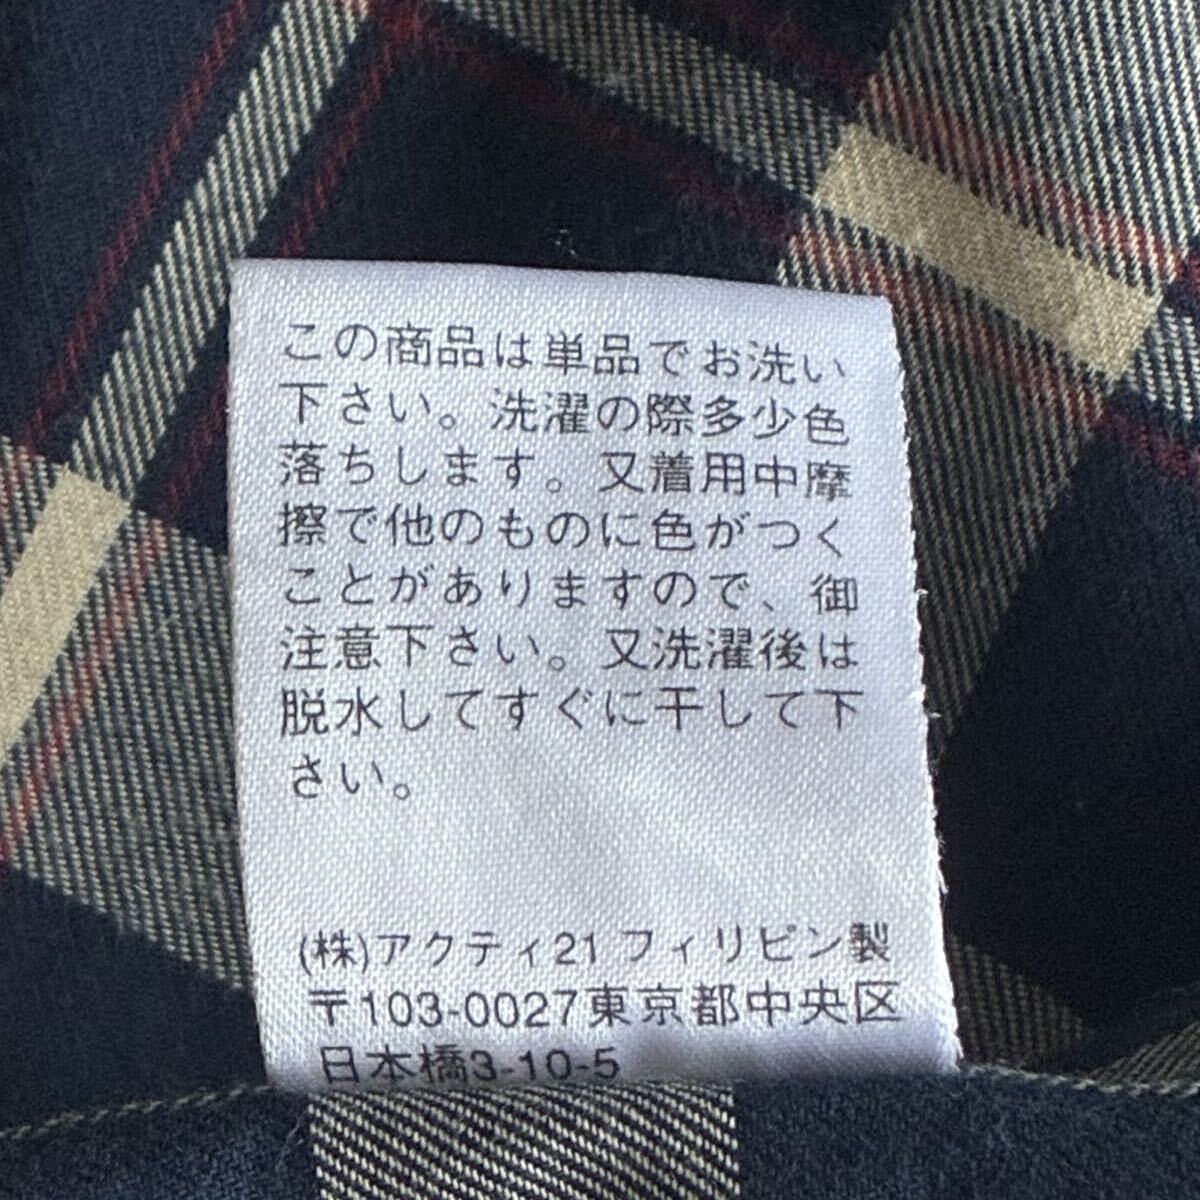 この商品は単品でお洗い
下さい。洗濯の際多少色
落ちします。又着用中摩
擦で他のものに色がつく
ことがありますので、御
注意下さい。又洗濯後は
脱水してすぐに干して下
さい。
(株)アクティ21 フィリピン製
〒103-0027東京都中央区
日本橋3-10-5